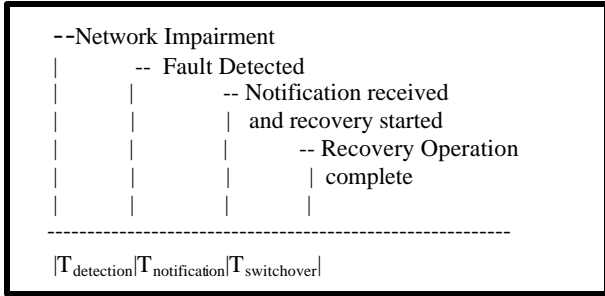 --Network Impairment
| -- Fault Detected
| | -- Notification received
| | | and recovery started
| | | -- Recovery Operation
| | | | complete
| | | |
----------------------------------------------------------
|Tdetection|Tnotification|Tswitchover|